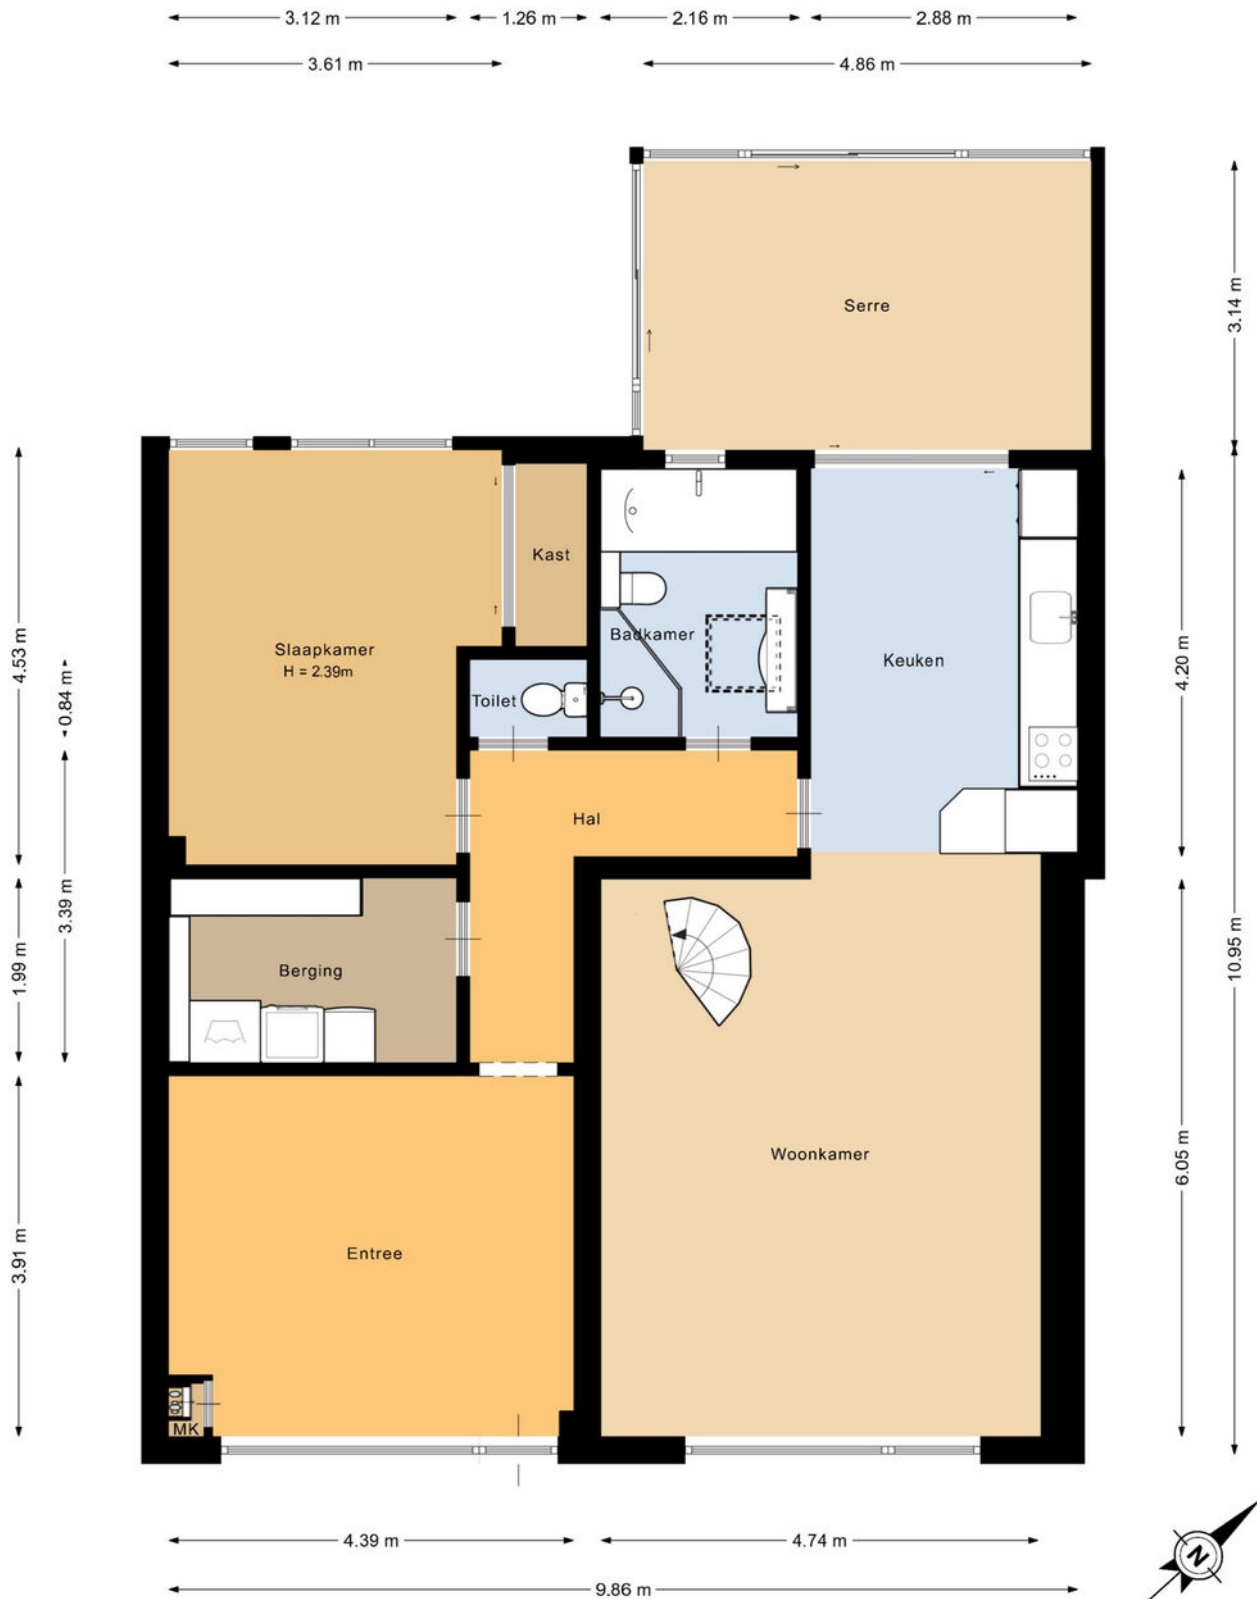 3.12 m
1.26 m
2.16 m
2.88 m
3.61 m
4.86 m
3.14 m
Serre
Kast
Slaapkamer
H = 2.39m
Badkamer
Keuken
Toilet
Hal
4.53 m
0.84 m
4.20 m
3.39 m
1.99 m
10.95 m
Berging
Woonkamer
6.05 m
Entree
3.91 m
MK
4.39 m
4.74 m
9.86 m
N